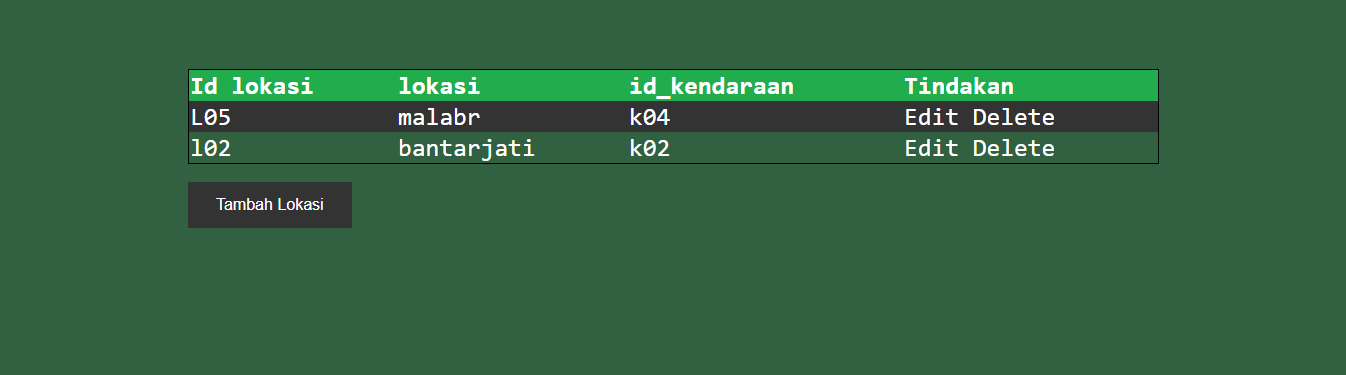 Id lokasi lokasi id_kendaraan Tindakan
L05 malabr k04 Edit Delete
l02 bantarjati k02 Edit Delete
Tambah Lokasi